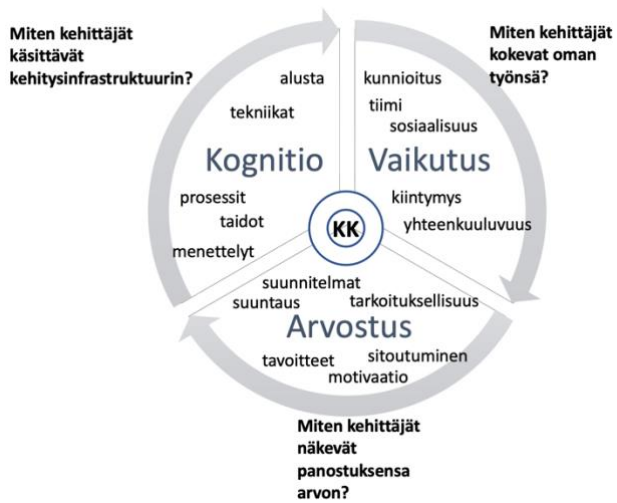 Miten kehittäjät
käsittävät
kehitysinfrastruktuurin?
Miten kehittäjät
kokevat oman
työnsä?
alusta
tekniikat
Kognitio
prosessit
taidot
menettelyt
kunnioitus
tiimi
sosiaalisuus
Vaikutus
kiintymys
yhteenkuuluvuus
KK
suunnitelmat
suuntaus
tarkoituksellisuus
Arvostus
tavoitteet
sitoutuminen
motivaatio
Miten kehittäjät
näkevät
panostuksensa
arvon?